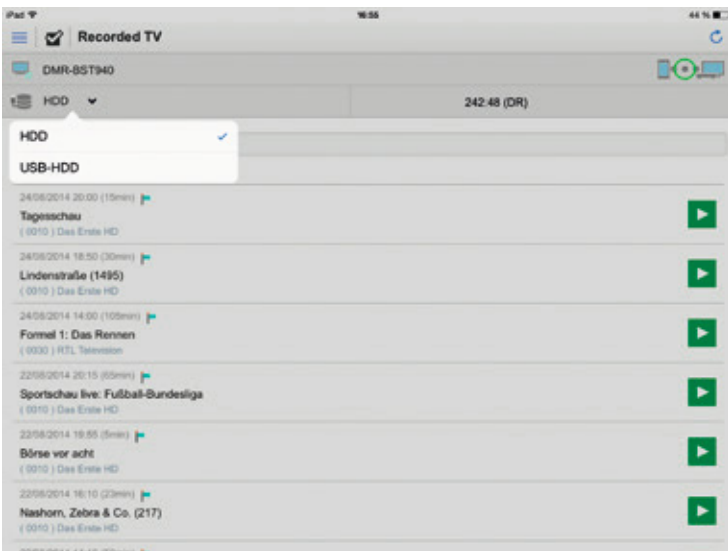 iPad 16:55 44 %
Recorded TV
DMR-BST940
HDD 242:48 (DR)
HDD
USB-HDD
24/08/2014 20:00 (15min)
Tagesschau
( 0010 ) Das Erste HD
24/08/2014 18:50 (30min)
Lindenstraße (1495)
( 0010 ) Das Erste HD
24/08/2014 14:00 (105min)
Formel 1: Das Rennen
( 0030 ) RTL Television
22/08/2014 20:15 (65min)
Sportschau live: Fußball-Bundesliga
( 0010 ) Das Erste HD
22/08/2014 19:55 (5min)
Börse vor acht
( 0010 ) Das Erste HD
22/08/2014 16:10 (23min)
Nashorn, Zebra & Co. (217)
( 0010 ) Das Erste HD